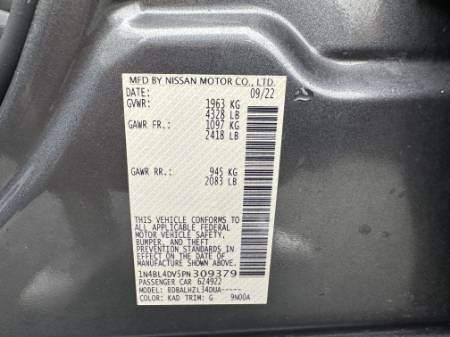 MFD BY NISSAN MOTOR CO., LTD.
DATE: 09/22
GVWR: 1963 KG
4328 LB
GAWR FR.: 1097 KG
2418 LB
GAWR RR.: 945 KG
2083 LB
THIS VEHICLE CONFORMS TO
ALL APPLICABLE FEDERAL
MOTOR VEHICLE SAFETY,
BUMPER, AND THEFT
PREVENTION STANDARDS IN
EFFECT ON THE DATE OF
MANUFACTURE SHOWN ABOVE.
1N4BL4DV5PN309379
PASSENGER CAR 624922
MODEL: BDBALHZL34DUA-----
COLOR: KAD TRIM: G 9N00A